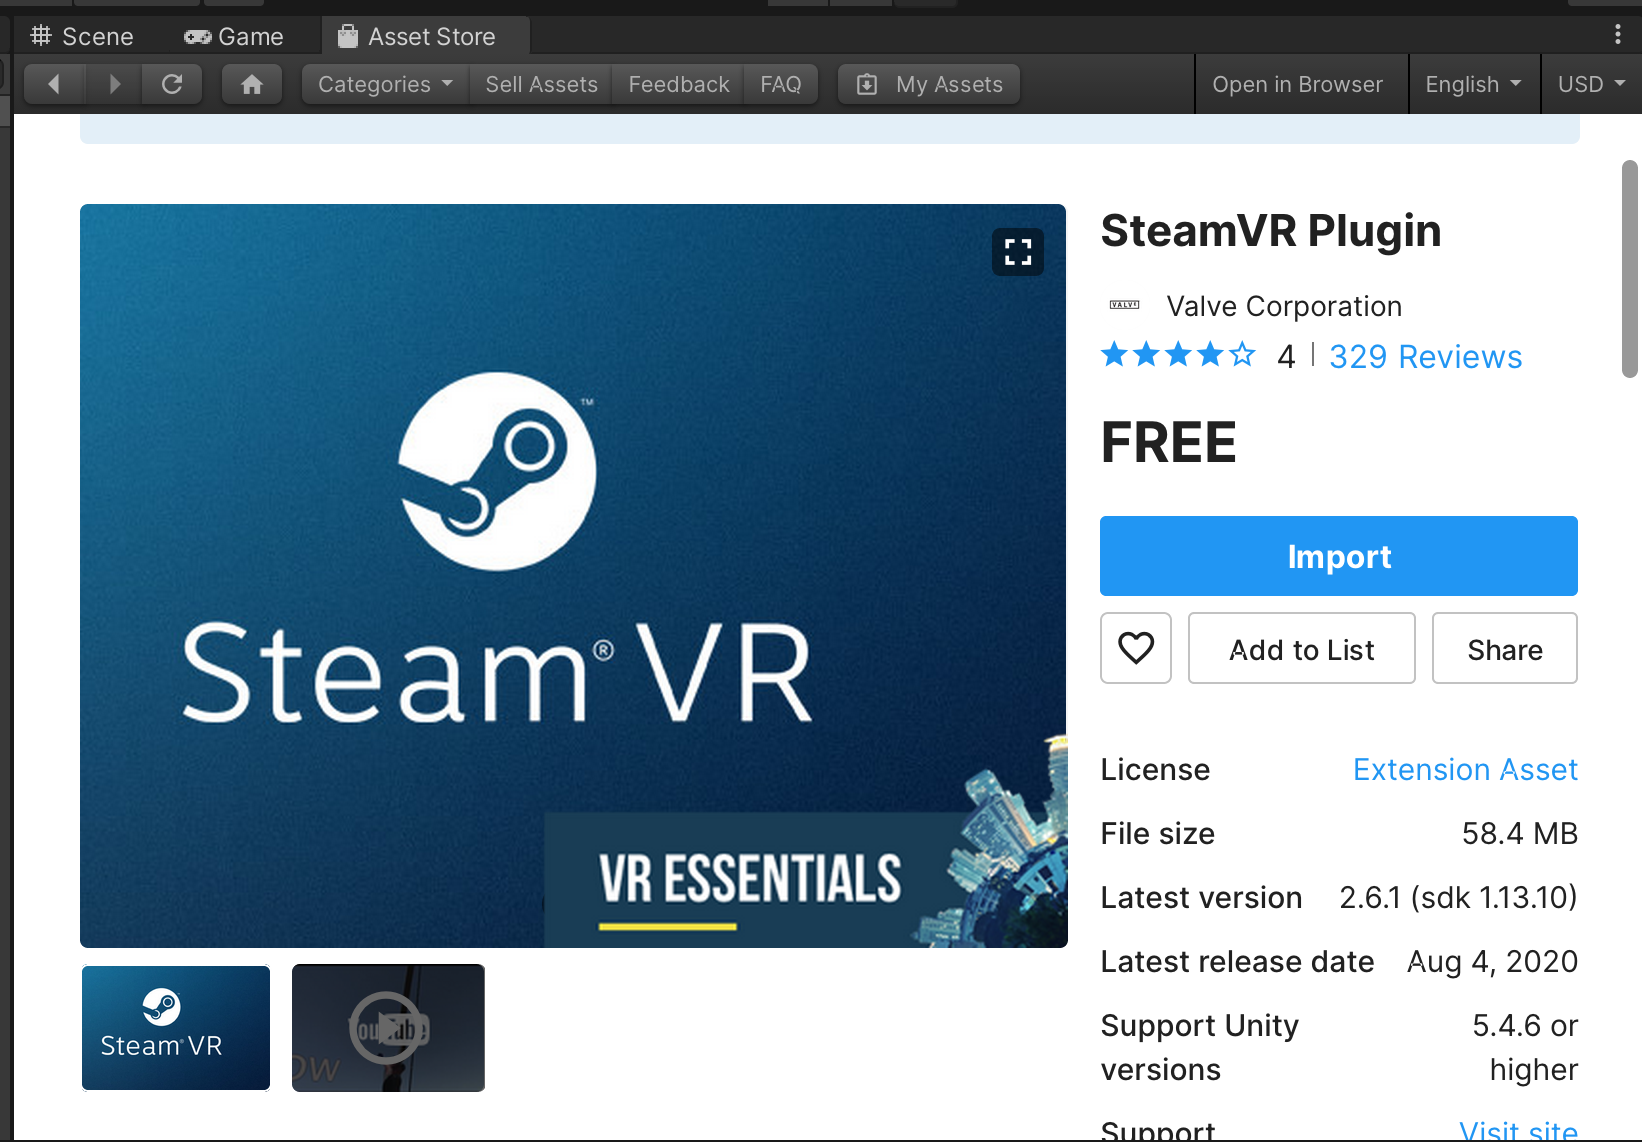 Scene
Game
Asset Store
Categories
Sell Assets
Feedback
FAQ
My Assets
Open in Browser
English
USD
SteamVR Plugin
VALVE
Valve Corporation
4
329 Reviews
FREE
Import
Add to List
Share
License
Extension Asset
File size
58.4 MB
Latest version
2.6.1 (sdk 1.13.10)
Latest release date
Aug 4, 2020
Support Unity
versions
5.4.6 or
higher
Support
Visit site
TM
Steam® VR
VR ESSENTIALS
Steam® VR
YouTube
ow